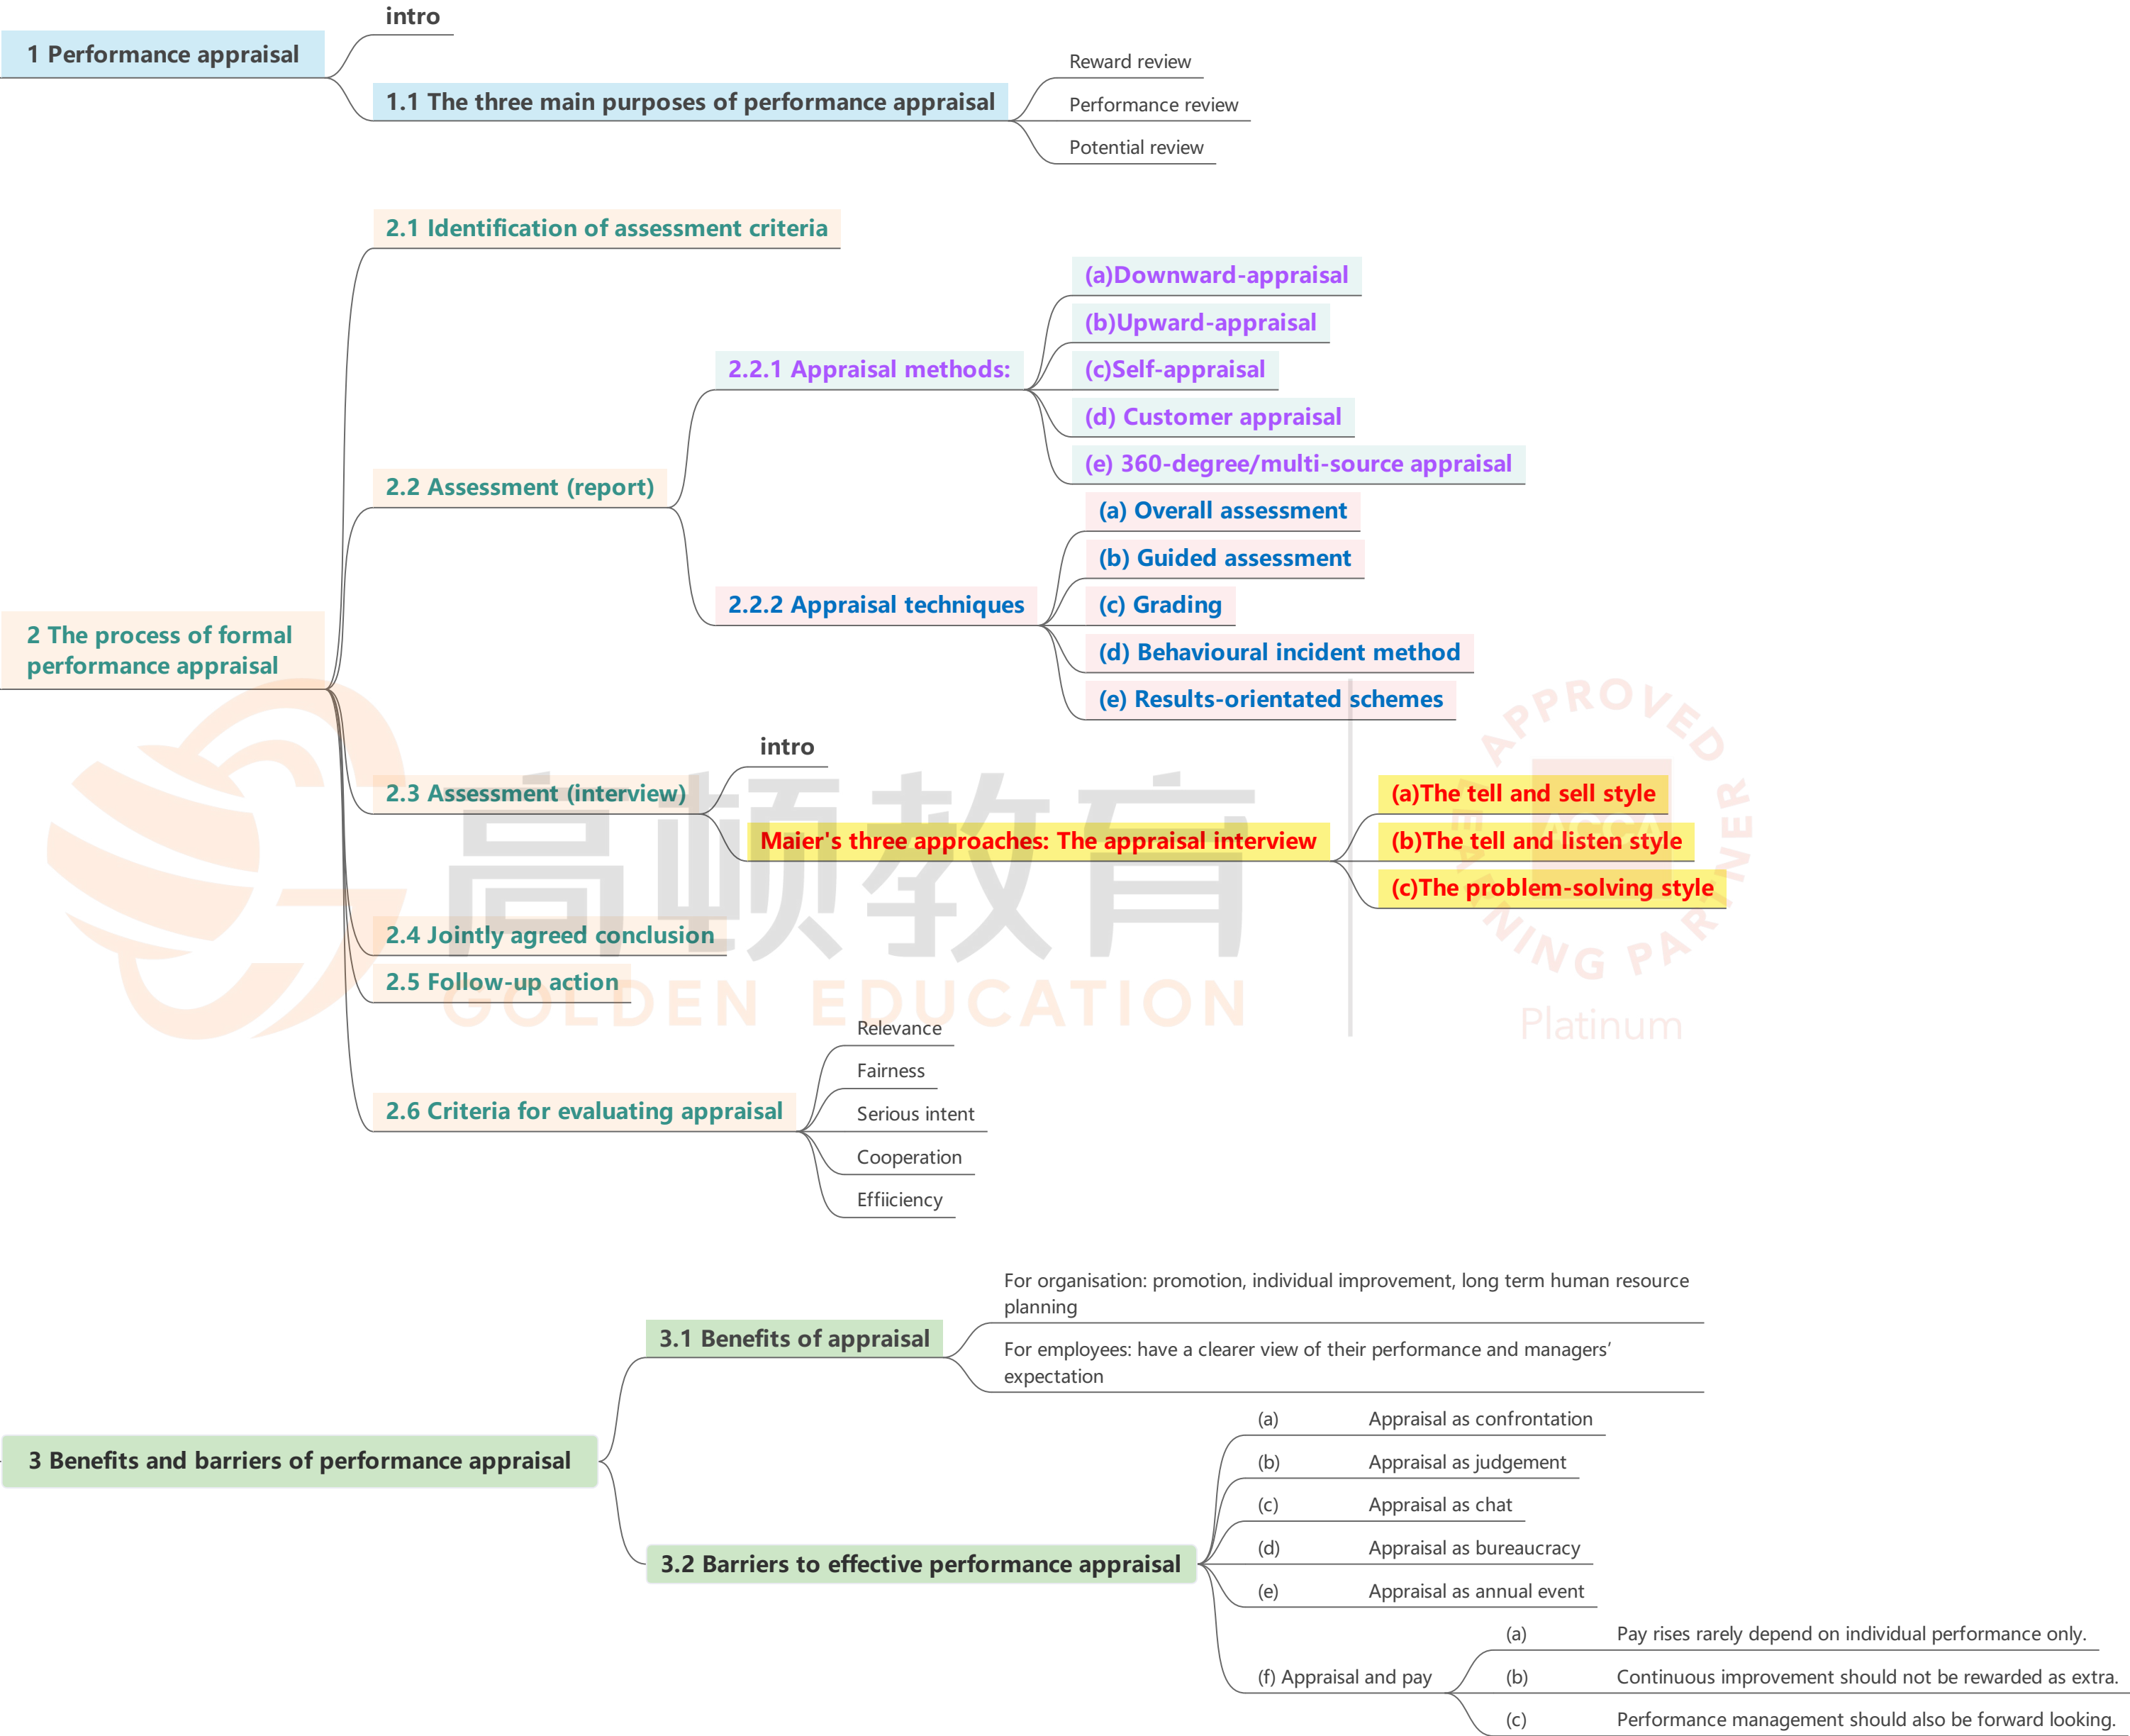 intro
1 Performance appraisal
1.1 The three main purposes of performance appraisal
Reward review
Performance review
Potential review
2 The process of formal
performance appraisal
2.1 Identification of assessment criteria
2.2 Assessment (report)
2.2.1 Appraisal methods:
(a)Downward-appraisal
(b)Upward-appraisal
(c)Self-appraisal
(d) Customer appraisal
(e) 360-degree/multi-source appraisal
2.2.2 Appraisal techniques
(a) Overall assessment
(b) Guided assessment
(c) Grading
(d) Behavioural incident method
(e) Results-orientated schemes
2.3 Assessment (interview)
intro
Maier's three approaches: The appraisal interview
(a)The tell and sell style
(b)The tell and listen style
(c)The problem-solving style
2.4 Jointly agreed conclusion
2.5 Follow-up action
2.6 Criteria for evaluating appraisal
Relevance
Fairness
Serious intent
Cooperation
Effiiciency
3 Benefits and barriers of performance appraisal
3.1 Benefits of appraisal
For organisation: promotion, individual improvement, long term human resource
planning
For employees: have a clearer view of their performance and managers’
expectation
3.2 Barriers to effective performance appraisal
(a) Appraisal as confrontation
(b) Appraisal as judgement
(c) Appraisal as chat
(d) Appraisal as bureaucracy
(e) Appraisal as annual event
(f) Appraisal and pay
(a) Pay rises rarely depend on individual performance only.
(b) Continuous improvement should not be rewarded as extra.
(c) Performance management should also be forward looking.
高顿教育
GOLDEN EDUCATION
APPROVED
LEARNING PARTNER
ACCA
Platinum